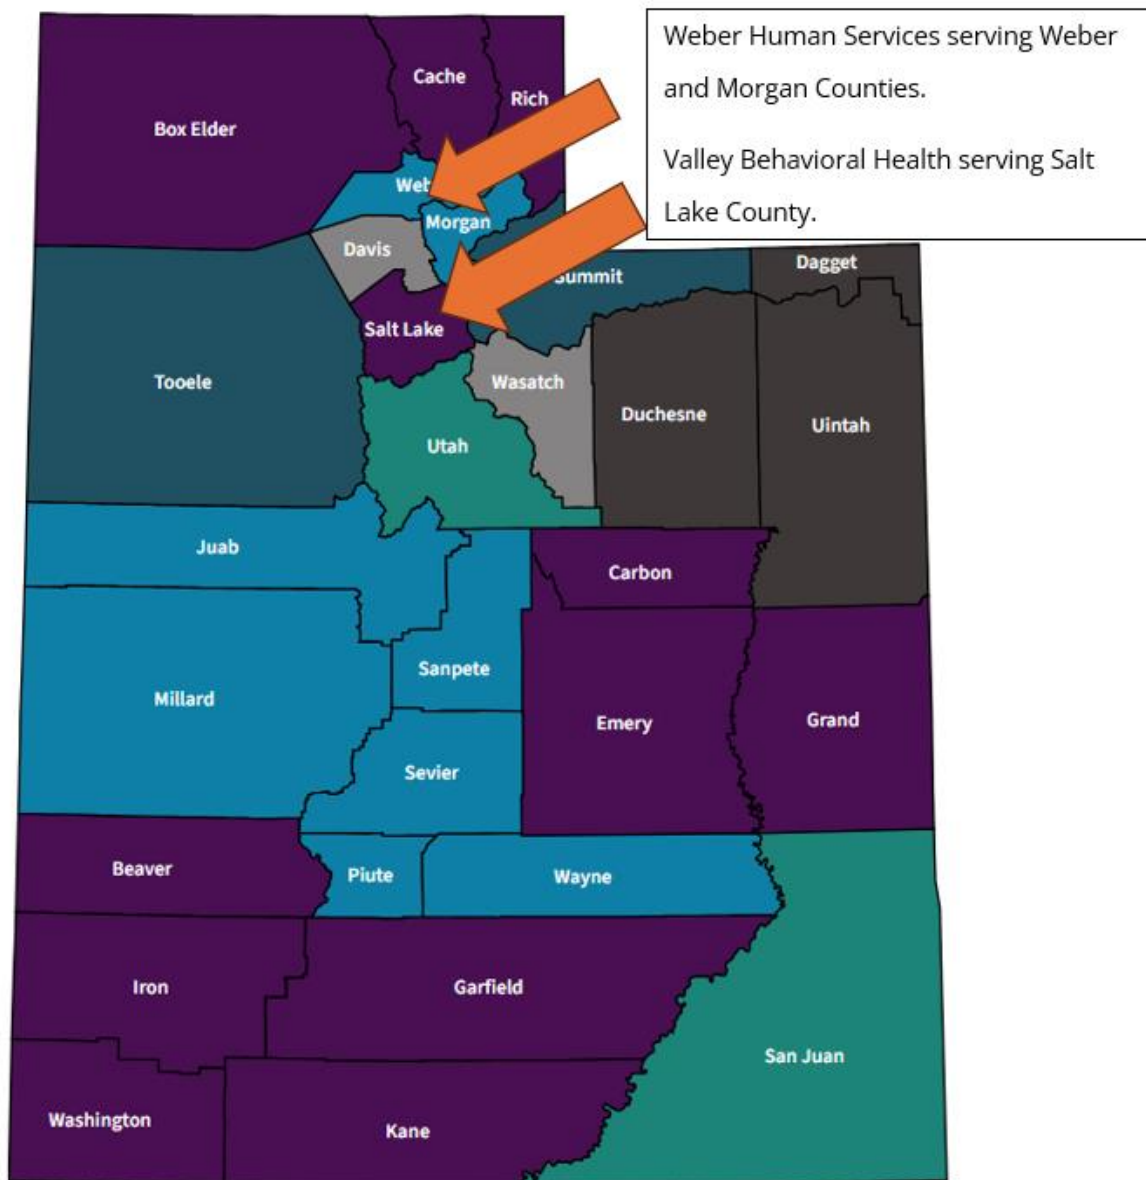 Weber Human Services serving Weber
and Morgan Counties.
Valley Behavioral Health serving Salt
Lake County.
Cache
Rich
Box Elder
Web
Morgan
Davis
Summit
Dagget
Salt Lake
Tooele
Wasatch
Duchesne
Uintah
Utah
Juab
Carbon
Sanpete
Millard
Emery
Grand
Sevier
Beaver
Piute
Wayne
Iron
Garfield
San Juan
Washington
Kane